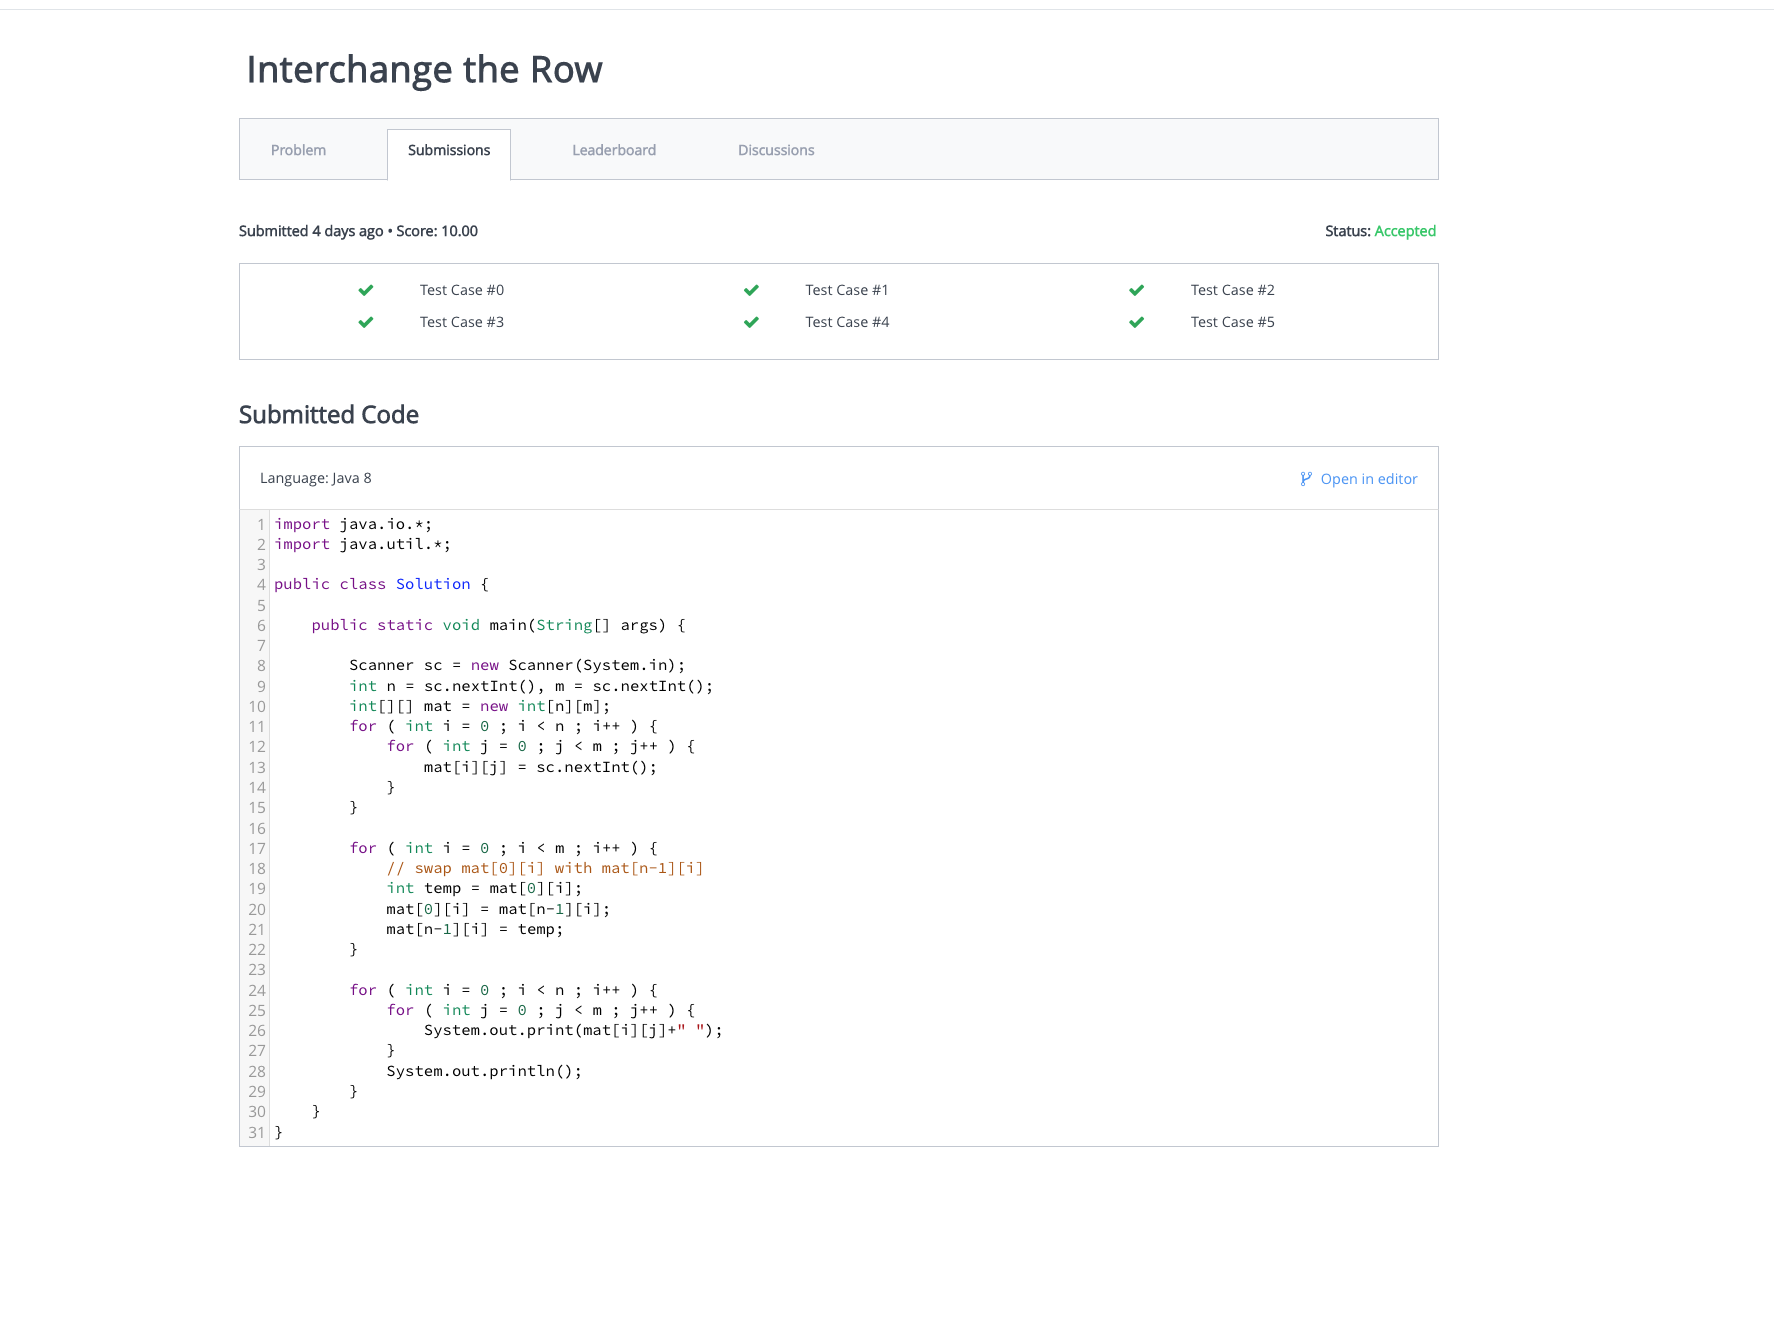 Interchange the Row
Problem Submissions Leaderboard Discussions
Submitted 4 days ago • Score: 10.00 Status: Accepted
Test Case #0 Test Case #1 Test Case #2
Test Case #3 Test Case #4 Test Case #5
Submitted Code
Language: Java 8 Open in editor
1 import java.io.*;
2 import java.util.*;
3
4 public class Solution {
5
6     public static void main(String[] args) {
7
8         Scanner sc = new Scanner(System.in);
9         int n = sc.nextInt(), m = sc.nextInt();
10         int[][] mat = new int[n][m];
11         for ( int i = 0 ; i < n ; i++ ) {
12             for ( int j = 0 ; j < m ; j++ ) {
13                 mat[i][j] = sc.nextInt();
14             }
15         }
16
17         for ( int i = 0 ; i < m ; i++ ) {
18             // swap mat[0][i] with mat[n-1][i]
19             int temp = mat[0][i];
20             mat[0][i] = mat[n-1][i];
21             mat[n-1][i] = temp;
22         }
23
24         for ( int i = 0 ; i < n ; i++ ) {
25             for ( int j = 0 ; j < m ; j++ ) {
26                 System.out.print(mat[i][j]+" ");
27             }
28             System.out.println();
29         }
30     }
31 }